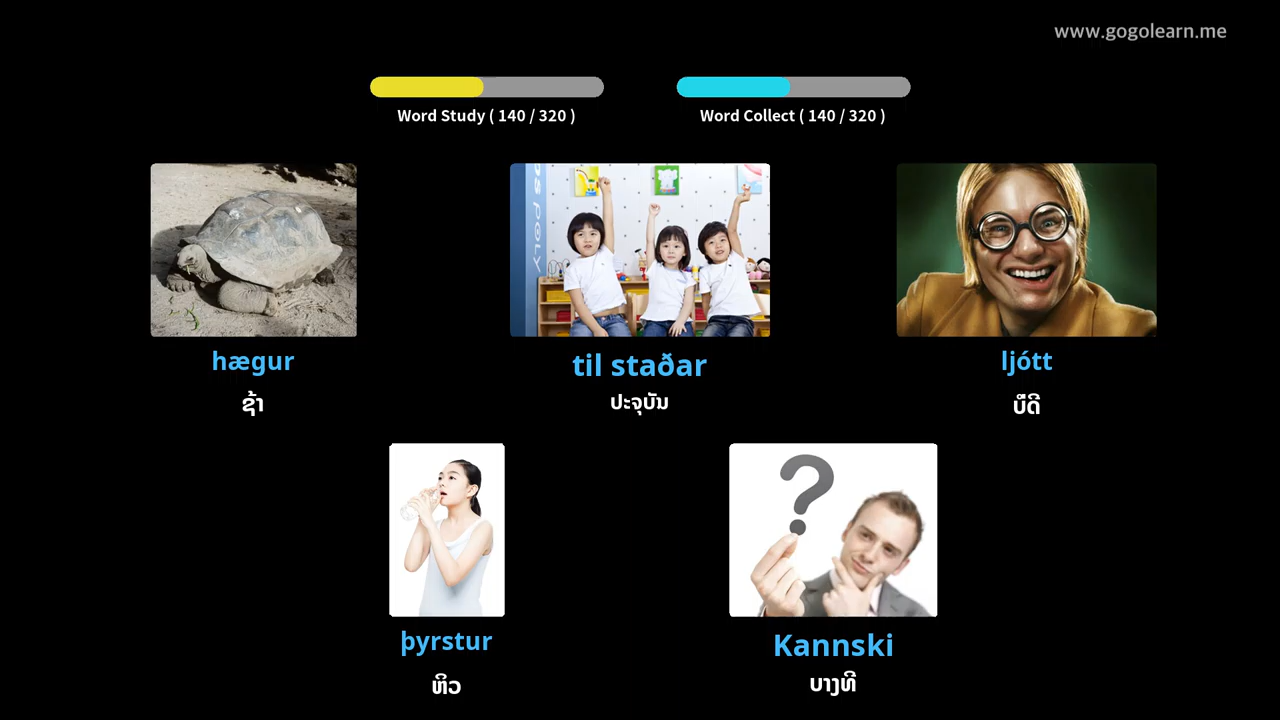 www.gogolearn.me
Word Study ( 140 / 320 )
Word Collect ( 140 / 320 )
hægur
ຊ້າ
til staðar
ປະຈຸບັນ
ljótt
ບໍ່ດີ
þyrstur
ຫິວ
Kannski
ບາງທີ